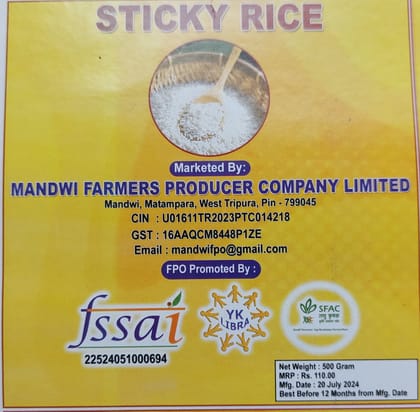 STICKY RICE
Marketed By:
MANDWI FARMERS PRODUCER COMPANY LIMITED
Mandwi, Matampara, West Tripura, Pin - 799045
CIN : U01611TR2023PTC014218
GST : 16AAQCM8448P1ZE
Email : mandwifpo@gmail.com
FPO Promoted By :
fssai
22524051000694
YK
LIBRA
SFAC
Net Weight : 500 Gram
MRP : Rs. 110.00
Mfg. Date : 20 July 2024
Best Before 12 Months from Mfg. Date